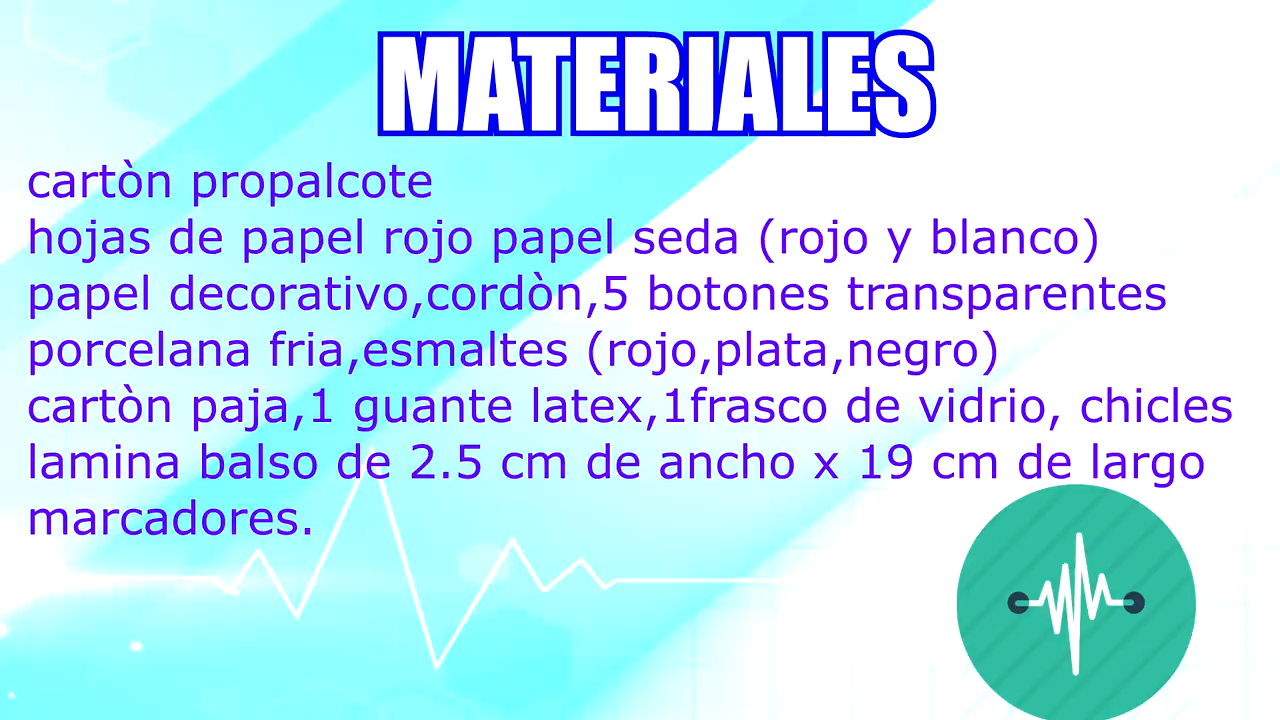 MATERIALES
cartòn propalcote
hojas de papel rojo papel seda (rojo y blanco)
papel decorativo,cordòn,5 botones transparentes
porcelana fria,esmaltes (rojo,plata,negro)
cartòn paja,1 guante latex,1frasco de vidrio, chicles
lamina balso de 2.5 cm de ancho x 19 cm de largo
marcadores.